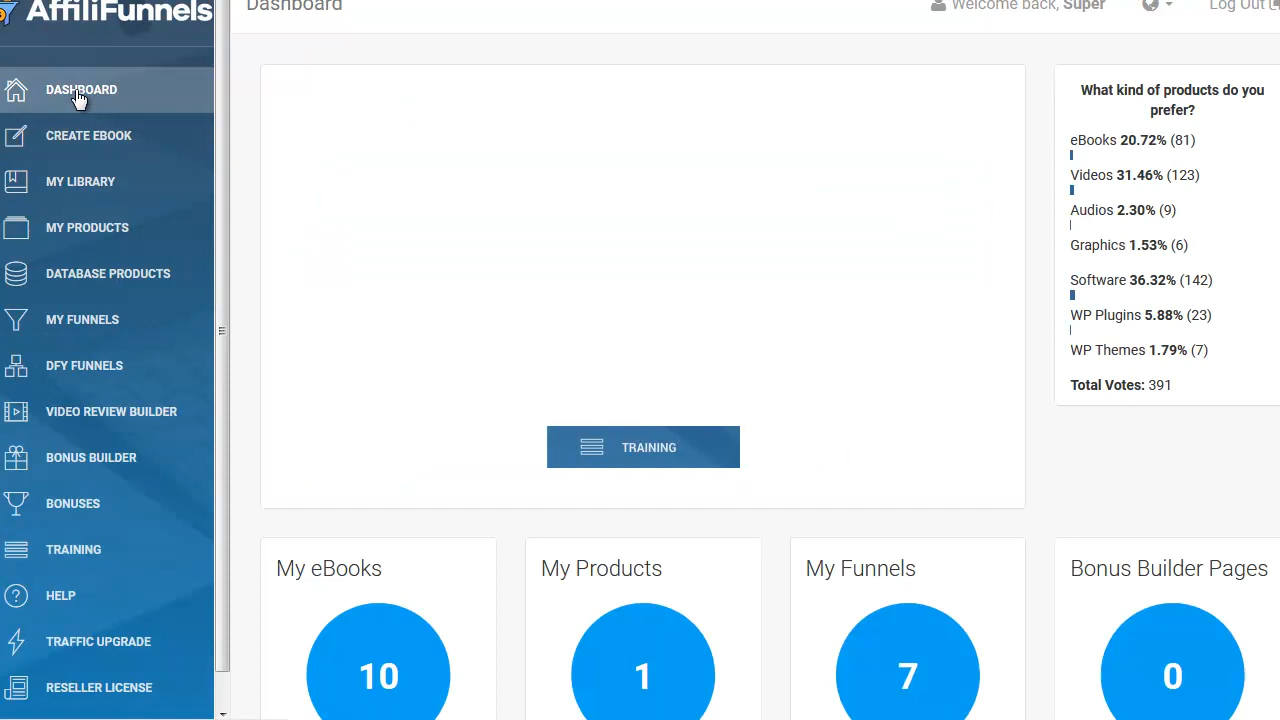 AffiliFunnels
Dashboard
Welcome back, Super
Log Out
DASHBOARD
CREATE EBOOK
MY LIBRARY
MY PRODUCTS
DATABASE PRODUCTS
MY FUNNELS
DFY FUNNELS
VIDEO REVIEW BUILDER
BONUS BUILDER
BONUSES
TRAINING
HELP
TRAFFIC UPGRADE
RESELLER LICENSE
TRAINING
What kind of products do you
prefer?
eBooks 20.72% (81)
Videos 31.46% (123)
Audios 2.30% (9)
Graphics 1.53% (6)
Software 36.32% (142)
WP Plugins 5.88% (23)
WP Themes 1.79% (7)
Total Votes: 391
My eBooks
10
My Products
1
My Funnels
7
Bonus Builder Pages
0